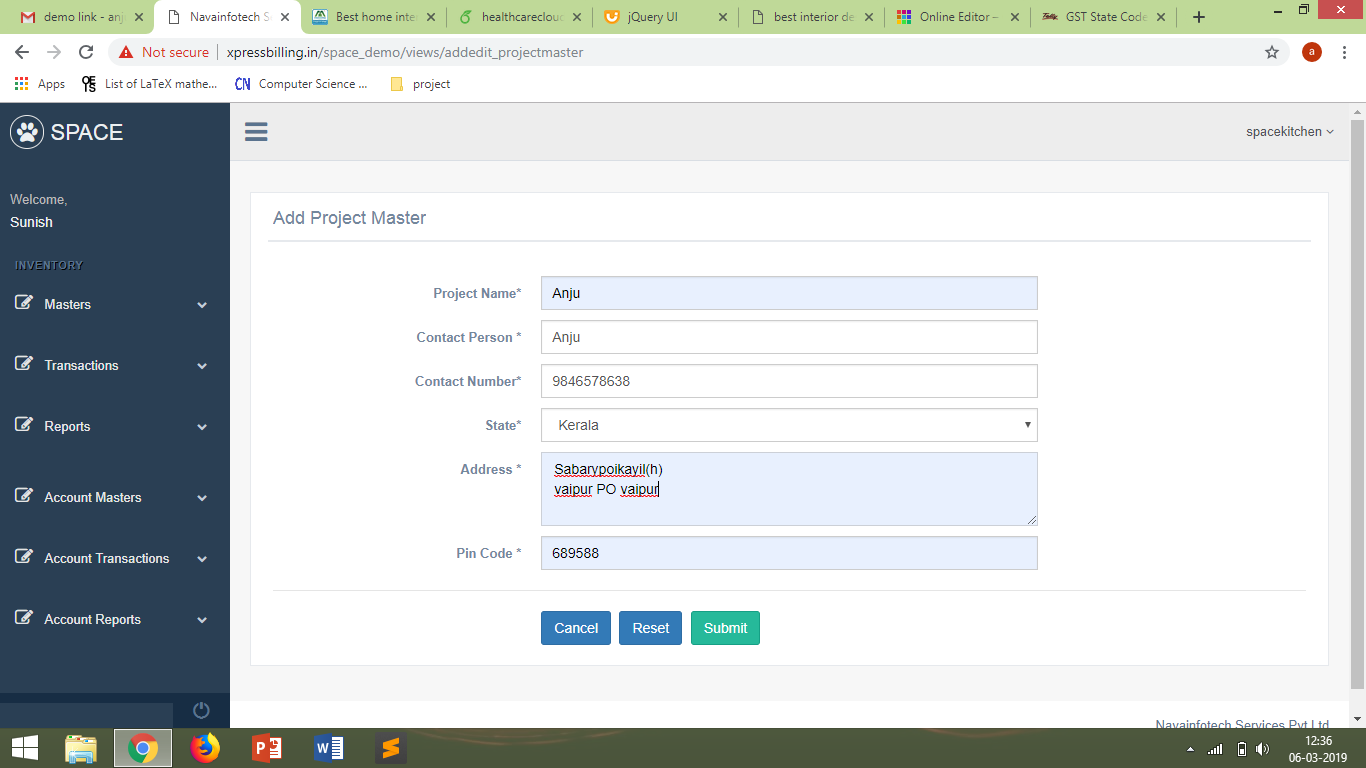 demo link - anj
Navainfotech S
Best home inte
healthcareclou
jQuery UI
best interior de
Online Editor –
GST State Code
Not secure
xpressbilling.in/space_demo/views/addedit_projectmaster
a
Apps
List of LaTeX mathe...
CN
Computer Science ...
project
SPACE
spacekitchen
Welcome,
Sunish
INVENTORY
Masters
Transactions
Reports
Account Masters
Account Transactions
Account Reports
Add Project Master
Project Name*
Anju
Contact Person *
Anju
Contact Number*
9846578638
State*
Kerala
Address *
Sabarypoikayil(h)
vaipur PO vaipur
Pin Code *
689588
Cancel
Reset
Submit
Navainfotech Services Pvt Ltd
12:36
06-03-2019